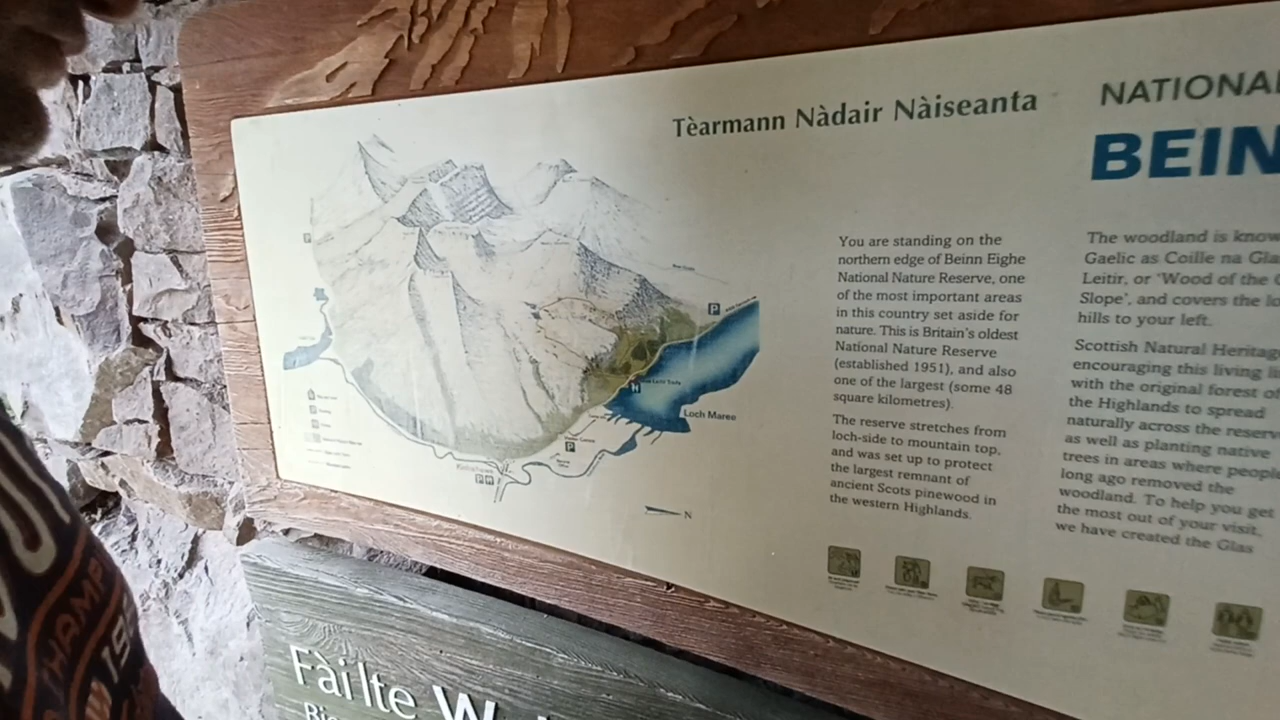 Tèarmann Nàdair Nàiseanta
NATIONAL
BEIN
You are standing on the
northern edge of Beinn Eighe
National Nature Reserve, one
of the most important areas
in this country set aside for
nature. This is Britain's oldest
National Nature Reserve
(established 1951), and also
one of the largest (some 48
square kilometres).
The reserve stretches from
loch-side to mountain top,
and was set up to protect
the largest remnant of
ancient Scots pinewood in
the western Highlands.
The woodland is know
Gaelic as Coille na Gla
Leitir, or 'Wood of the
Slope', and covers the lo
hills to your left.
Scottish Natural Heritag
encouraging this living
with the original forest of
the Highlands to spread
naturally across the reserv
as well as planting native
trees in areas where people
long ago removed the
woodland. To help you get
the most out of your visit,
we have created the Glas
P
Loch Maree
P
Kinlochewe
N
Fàilte
CHAMP